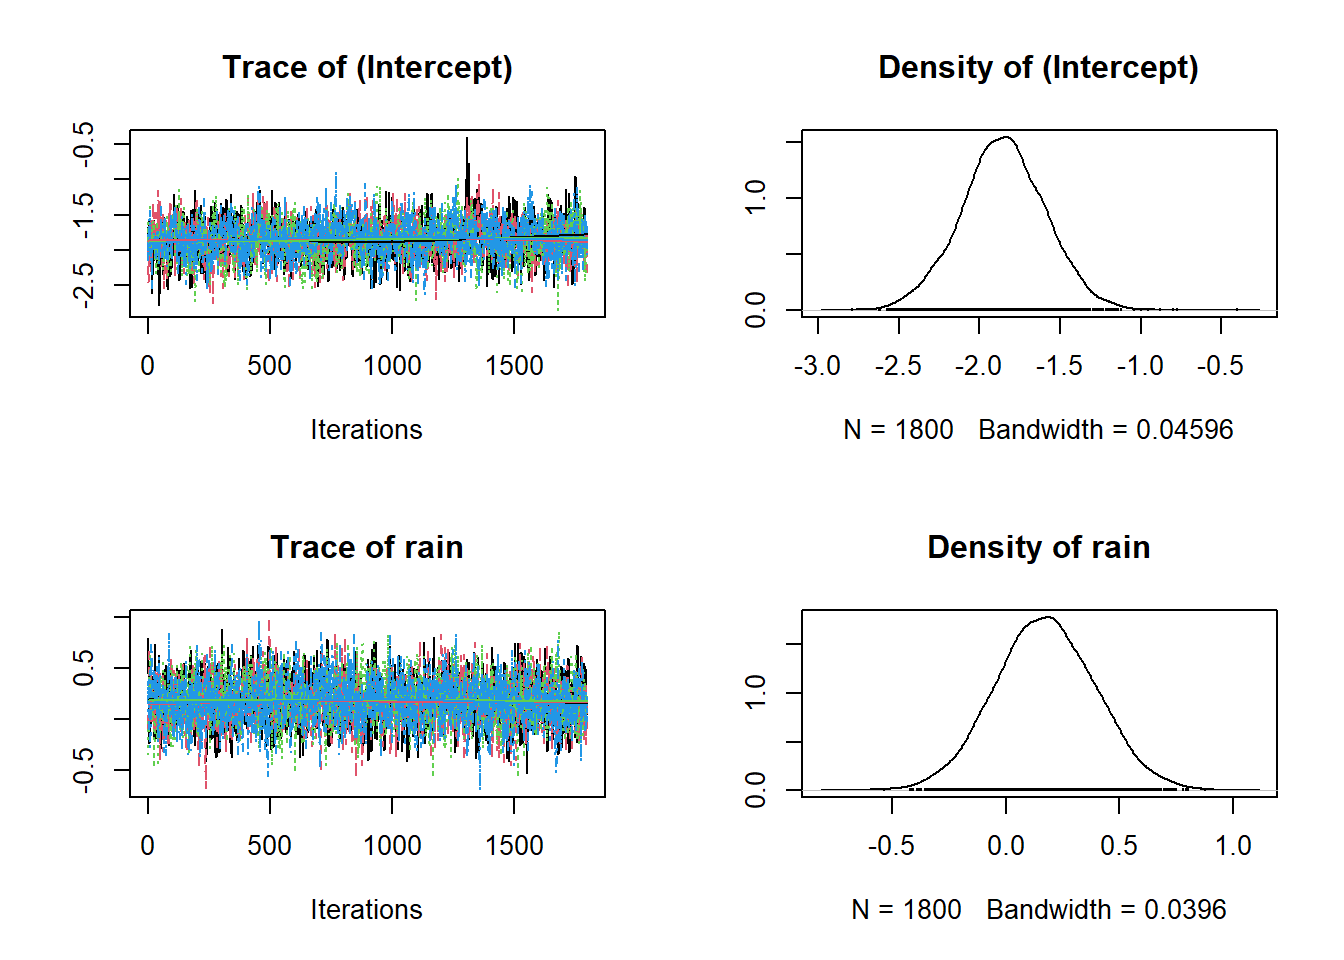 Trace of (Intercept)
-0.5
-1.5
-2.5
0 500 1000 1500
Iterations
Density of (Intercept)
1.0
0.0
-3.0 -2.5 -2.0 -1.5 -1.0 -0.5
N = 1800 Bandwidth = 0.04596
Trace of rain
0.5
-0.5
0 500 1000 1500
Iterations
Density of rain
1.0
0.0
-0.5 0.0 0.5 1.0
N = 1800 Bandwidth = 0.0396